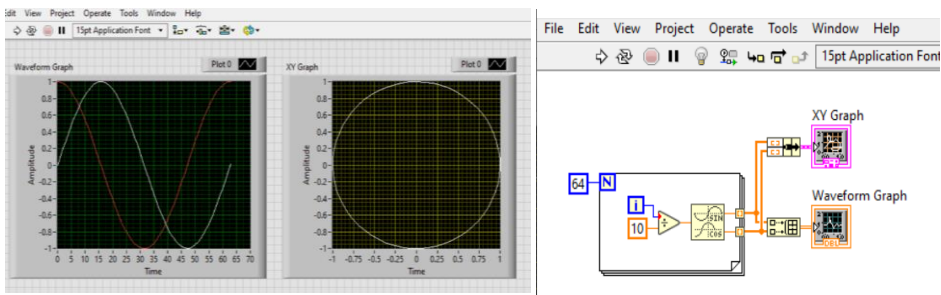 Edit View Project Operate Tools Window Help
15pt Application Font
Waveform Graph
Plot 0
1-
0.8-
0.6-
0.4-
0.2-
0-
-0.2-
-0.4-
-0.6-
-0.8-
-1-
Amplitude
0 5 10 15 20 25 30 35 40 45 50 55 60 65 70
Time
XY Graph
Plot 0
1-
0.8-
0.6-
0.4-
0.2-
0-
-0.2-
-0.4-
-0.6-
-0.8-
-1-
Amplitude
-1 -0.75 -0.5 -0.25 0 0.25 0.5 0.75 1
Time
File Edit View Project Operate Tools Window Help
15pt Application Font
XY Graph
64
N
i
10
SIN
COS
Waveform Graph
DBL